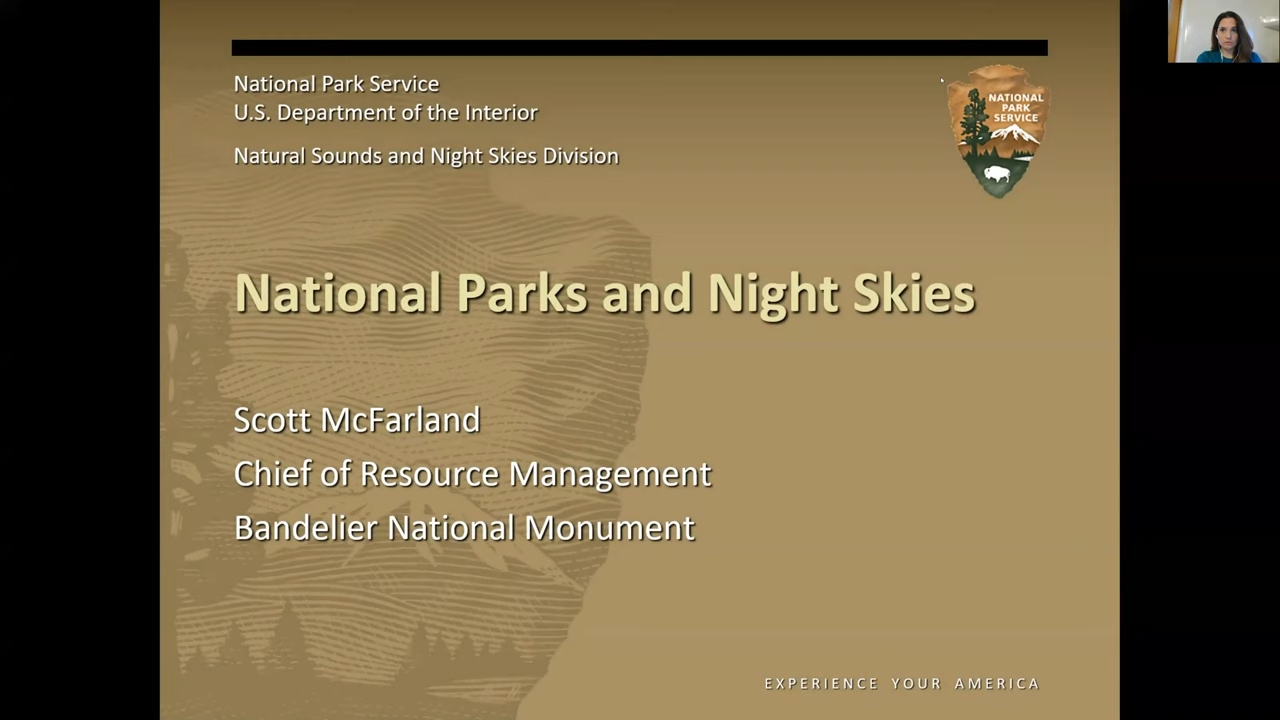 National Park Service
U.S. Department of the Interior
Natural Sounds and Night Skies Division
NATIONAL
PARK
SERVICE
National Parks and Night Skies
Scott McFarland
Chief of Resource Management
Bandelier National Monument
EXPERIENCE YOUR AMERICA